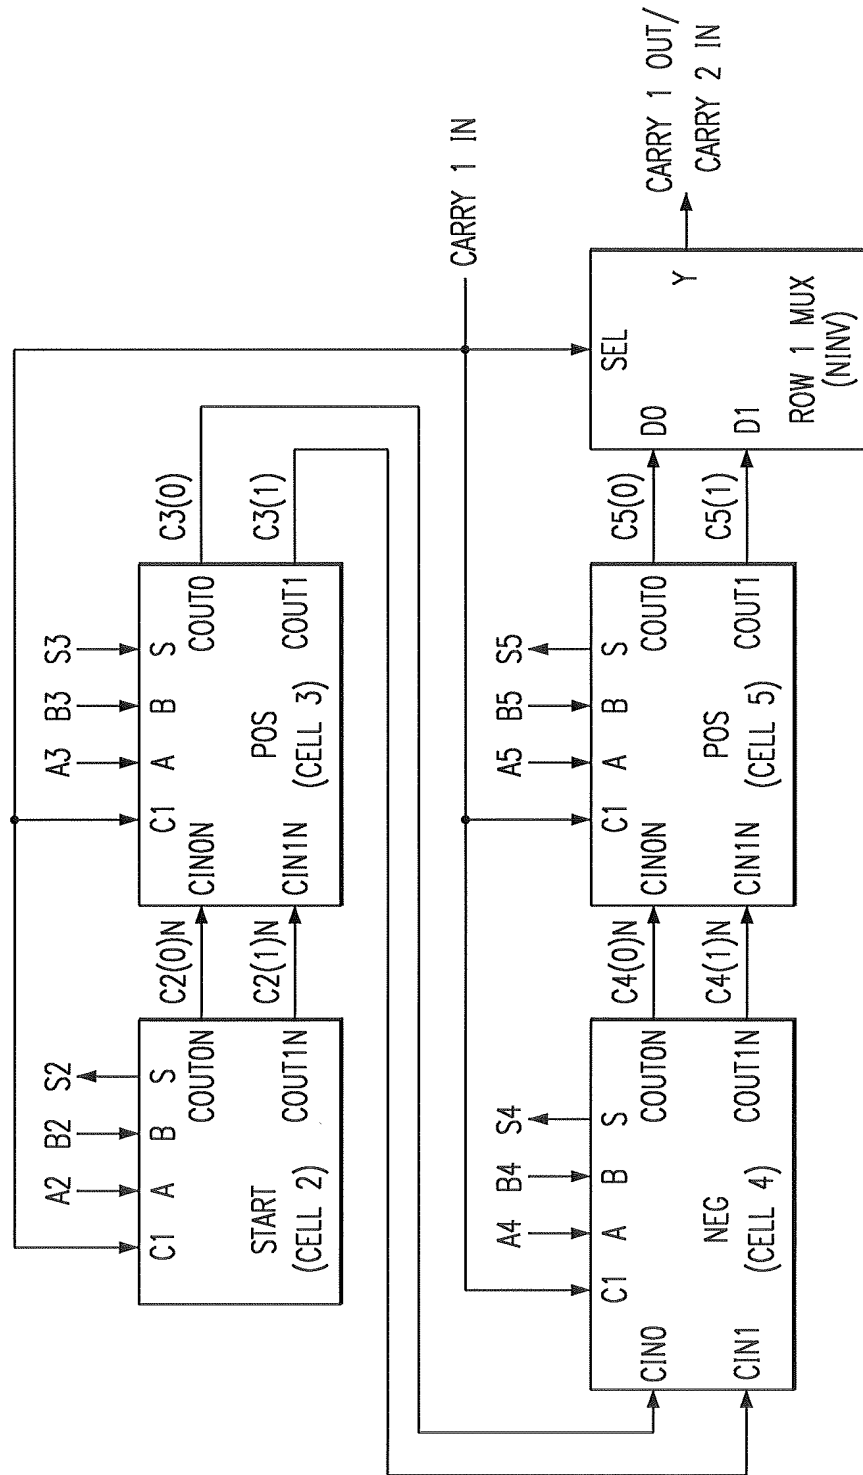 A2
B2
S2
C1
A
B
S
START
(CELL 2)
COUT0N
COUT1N
C2(0)N
C2(1)N
A3
B3
S3
C1
A
B
S
CIN0N
CIN1N
POS
(CELL 3)
COUT0
COUT1
C3(0)
C3(1)
CARRY 1 IN
A4
B4
S4
C1
A
B
S
CIN0
CIN1
NEG
(CELL 4)
COUT0N
COUT1N
C4(0)N
C4(1)N
A5
B5
S5
C1
A
B
S
CIN0N
CIN1N
POS
(CELL 5)
COUT0
COUT1
C5(0)
C5(1)
SEL
D0
D1
Y
ROW 1 MUX
(NINV)
CARRY 1 OUT/
CARRY 2 IN